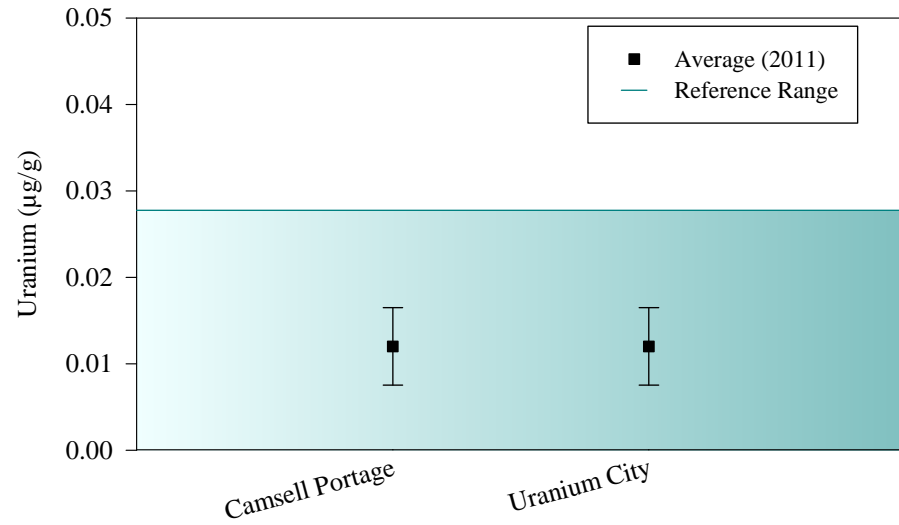 0.05
0.04
0.03
0.02
0.01
0.00
Uranium (µg/g)
Average (2011)
Reference Range
Camsell Portage
Uranium City